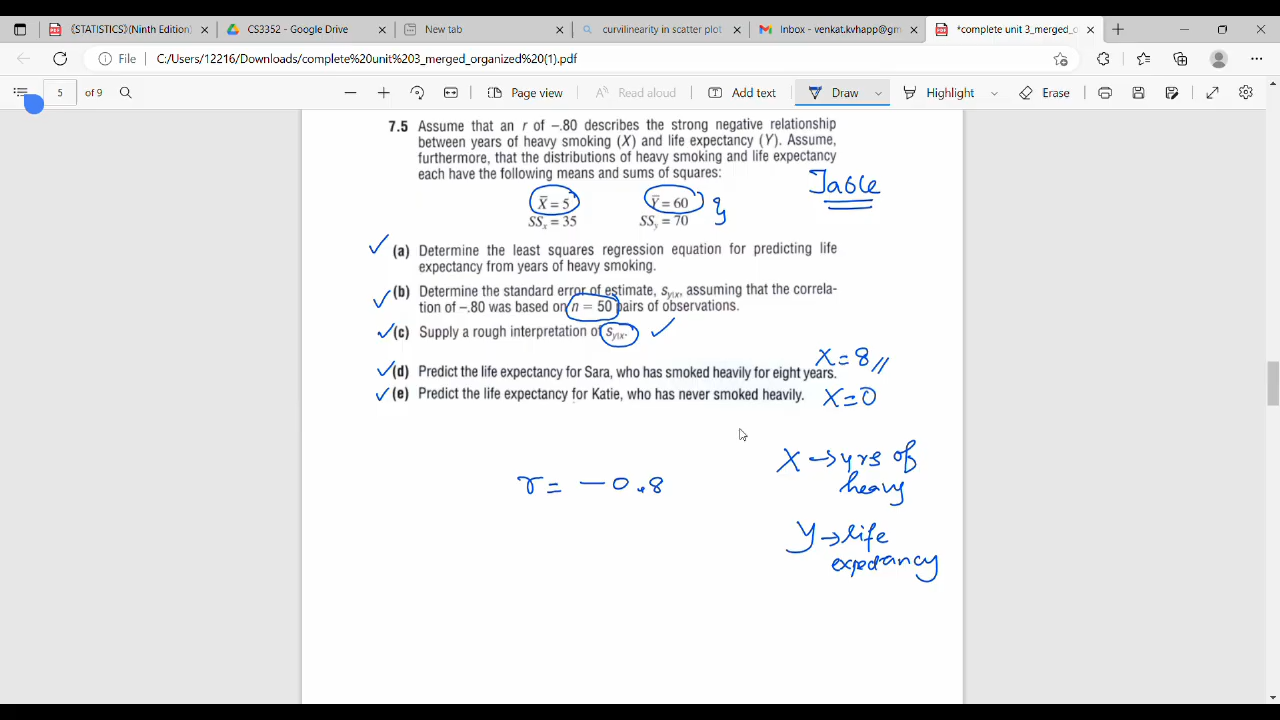 《STATISTICS》(Ninth Edition)
CS3352 - Google Drive
New tab
curvilinearity in scatter plot
Inbox - venkat.kvhapp@gm
*complete unit 3_merged_o
File
C:/Users/12216/Downloads/complete%20unit%203_merged_organized%20(1).pdf
5 of 9
Page view
Read aloud
Add text
Draw
Highlight
Erase
7.5 Assume that an r of –.80 describes the strong negative relationship
between years of heavy smoking (X) and life expectancy (Y). Assume,
furthermore, that the distributions of heavy smoking and life expectancy
each have the following means and sums of squares:
Table
X̅ = 5 Y̅ = 60
SSx = 35 SSy = 70
(a) Determine the least squares regression equation for predicting life
expectancy from years of heavy smoking.
(b) Determine the standard error of estimate, sy|x, assuming that the correla-
tion of –.80 was based on n = 50 pairs of observations.
(c) Supply a rough interpretation of sy|x.
X = 8 //
(d) Predict the life expectancy for Sara, who has smoked heavily for eight years.
(e) Predict the life expectancy for Katie, who has never smoked heavily.
X = 0
X → yrs of
heavy
r = – 0.8
Y → life
expectancy